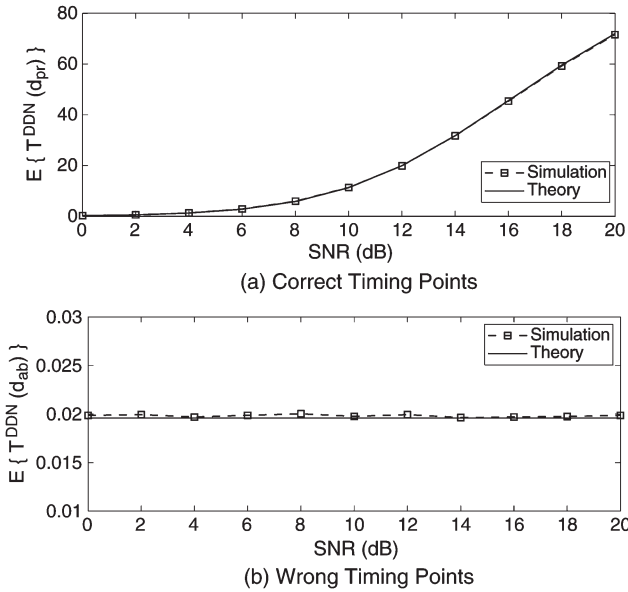 80
60
40
20
0
E { T^DDN (d_pr) }
Simulation
Theory
0 2 4 6 8 10 12 14 16 18 20
SNR (dB)
(a) Correct Timing Points
0.03
0.025
0.02
0.015
0.01
E { T^DDN (d_ab) }
Simulation
Theory
0 2 4 6 8 10 12 14 16 18 20
SNR (dB)
(b) Wrong Timing Points